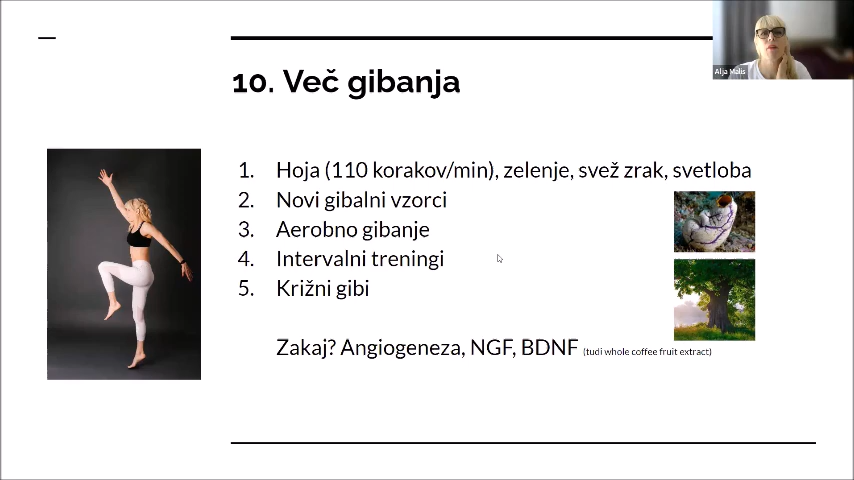 Alja Malis
10. Več gibanja
1. Hoja (110 korakov/min), zelenje, svež zrak, svetloba
2. Novi gibalni vzorci
3. Aerobno gibanje
4. Intervalni treningi
5. Križni gibi
Zakaj? Angiogeneza, NGF, BDNF (tudi whole coffee fruit extract)